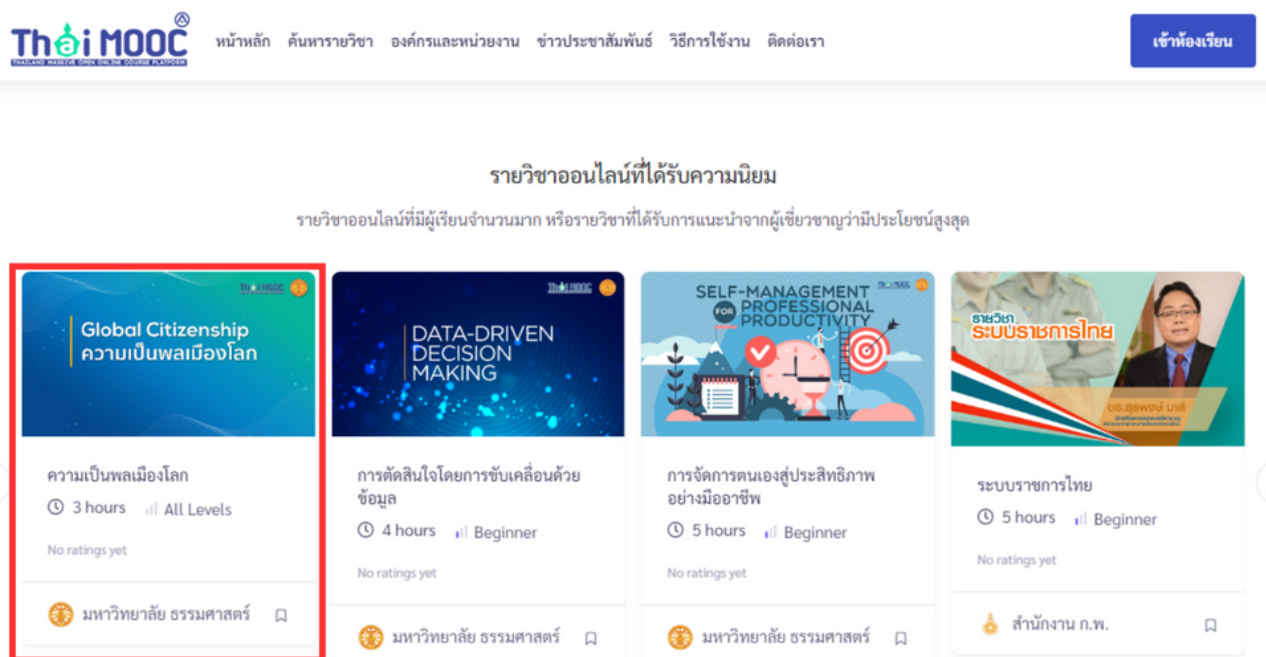 Thai MOOC
THAILAND MASSIVE OPEN ONLINE COURSE PLATFORM
หน้าหลัก ค้นหารายวิชา องค์กรและหน่วยงาน ข่าวประชาสัมพันธ์ วิธีการใช้งาน ติดต่อเรา
เข้าห้องเรียน
รายวิชาออนไลน์ที่ได้รับความนิยม
รายวิชาออนไลน์ที่มีผู้เรียนจำนวนมาก หรือรายวิชาที่ได้รับการแนะนำจากผู้เชี่ยวชาญว่ามีประโยชน์สูงสุด
Thai MOOC
Global Citizenship
ความเป็นพลเมืองโลก
ความเป็นพลเมืองโลก
3 hours All Levels
No ratings yet
มหาวิทยาลัย ธรรมศาสตร์
Thai MOOC
DATA-DRIVEN
DECISION
MAKING
การตัดสินใจโดยการขับเคลื่อนด้วย
ข้อมูล
4 hours Beginner
No ratings yet
มหาวิทยาลัย ธรรมศาสตร์
Thai MOOC
SELF-MANAGEMENT
FOR PROFESSIONAL
PRODUCTIVITY
การจัดการตนเองสู่ประสิทธิภาพ
อย่างมืออาชีพ
5 hours Beginner
No ratings yet
มหาวิทยาลัย ธรรมศาสตร์
รายวิชา
ระบบราชการไทย
ดร.สุรพงษ์ มาลี
ระบบราชการไทย
5 hours Beginner
No ratings yet
สำนักงาน ก.พ.